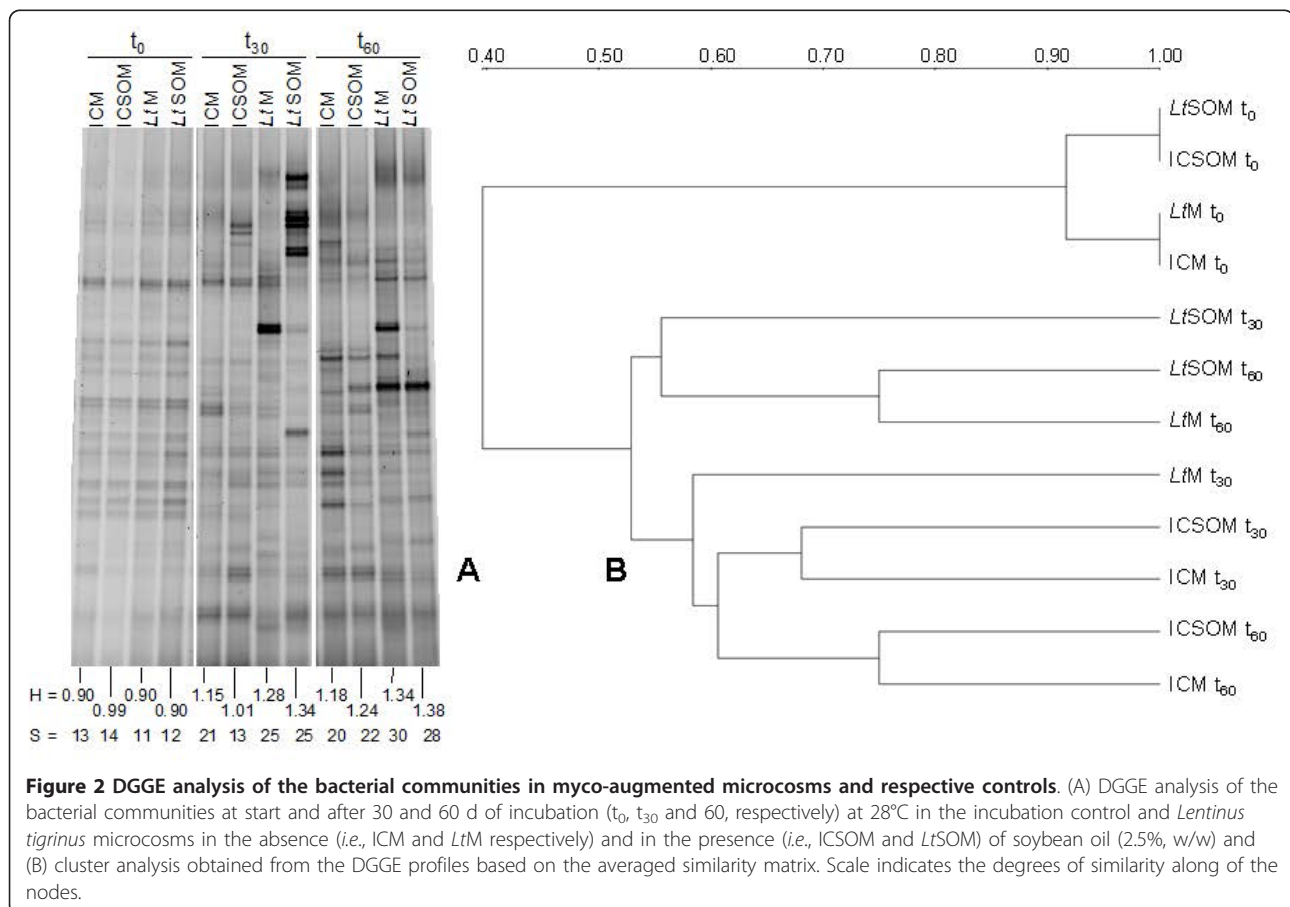 t0 t30 t60
ICM ICSOM LtM LtSOM ICM ICSOM LtM LtSOM ICM ICSOM LtM LtSOM
H = 0.90 0.99 0.90 0.90 1.15 1.01 1.28 1.34 1.18 1.24 1.34 1.38
S = 13 14 11 12 21 13 25 25 20 22 30 28
A
0.40 0.50 0.60 0.70 0.80 0.90 1.00
LtSOM t0
ICSOM t0
LtM t0
ICM t0
LtSOM t30
LtSOM t60
LtM t60
LtM t30
ICSOM t30
ICM t30
ICSOM t60
ICM t60
B
Figure 2 DGGE analysis of the bacterial communities in myco-augmented microcosms and respective controls. (A) DGGE analysis of the
bacterial communities at start and after 30 and 60 d of incubation (t0, t30 and 60, respectively) at 28°C in the incubation control and Lentinus
tigrinus microcosms in the absence (i.e., ICM and LtM respectively) and in the presence (i.e., ICSOM and LtSOM) of soybean oil (2.5%, w/w) and
(B) cluster analysis obtained from the DGGE profiles based on the averaged similarity matrix. Scale indicates the degrees of similarity along of the
nodes.